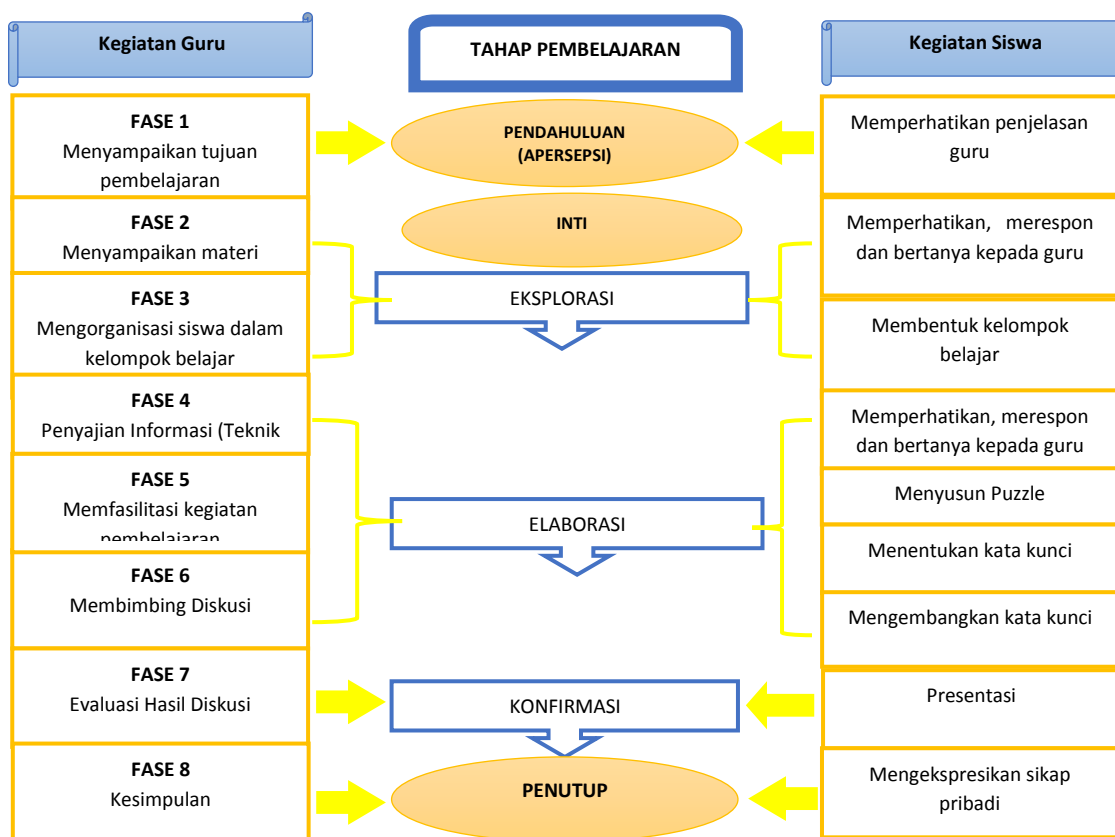 Kegiatan Guru
FASE 1
Menyampaikan tujuan
pembelajaran
FASE 2
Menyampaikan materi
FASE 3
Mengorganisasi siswa dalam
kelompok belajar
FASE 4
Penyajian Informasi (Teknik
FASE 5
Memfasilitasi kegiatan
pembelajaran
FASE 6
Membimbing Diskusi
FASE 7
Evaluasi Hasil Diskusi
FASE 8
Kesimpulan
TAHAP PEMBELAJARAN
PENDAHULUAN
(APERSEPSI)
INTI
EKSPLORASI
ELABORASI
KONFIRMASI
PENUTUP
Kegiatan Siswa
Memperhatikan penjelasan
guru
Memperhatikan, merespon
dan bertanya kepada guru
Membentuk kelompok
belajar
Memperhatikan, merespon
dan bertanya kepada guru
Menyusun Puzzle
Menentukan kata kunci
Mengembangkan kata kunci
Presentasi
Mengekspresikan sikap
pribadi